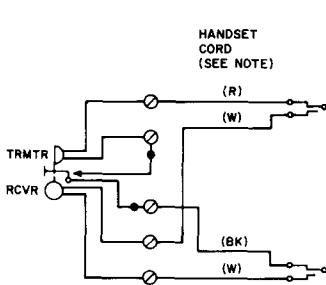 HANDSET
CORD
(SEE NOTE)
(R)
(W)
TRMTR
RCVR
(BK)
(W)